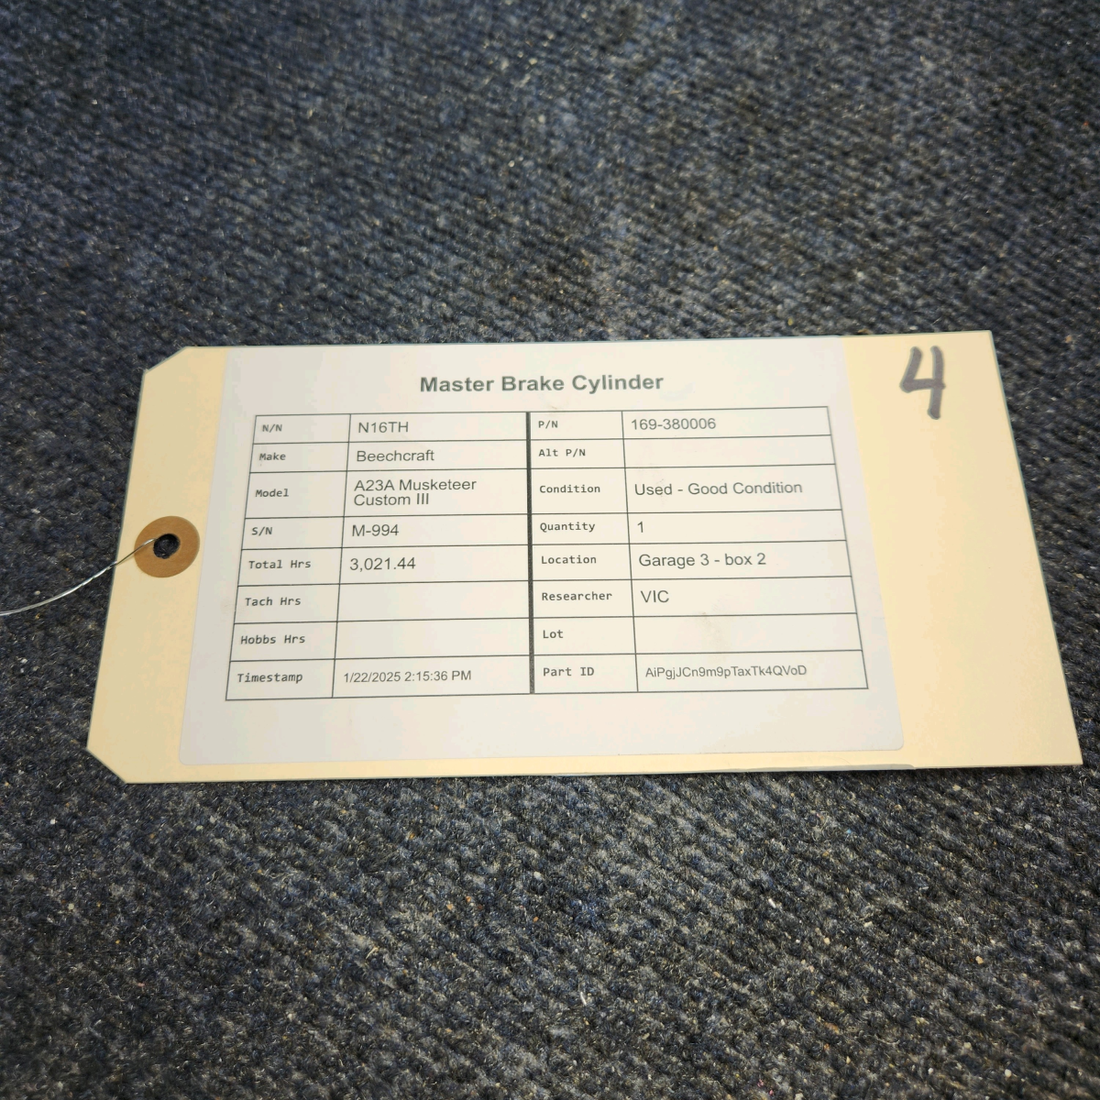 4
Master Brake Cylinder
N/N N16TH P/N 169-380006
Make Beechcraft Alt P/N
Model A23A Musketeer Custom III Condition Used - Good Condition
S/N M-994 Quantity 1
Total Hrs 3,021.44 Location Garage 3 - box 2
Tach Hrs Researcher VIC
Hobbs Hrs Lot
Timestamp 1/22/2025 2:15:36 PM Part ID AiPgjJCn9m9pTaxTk4QVoD